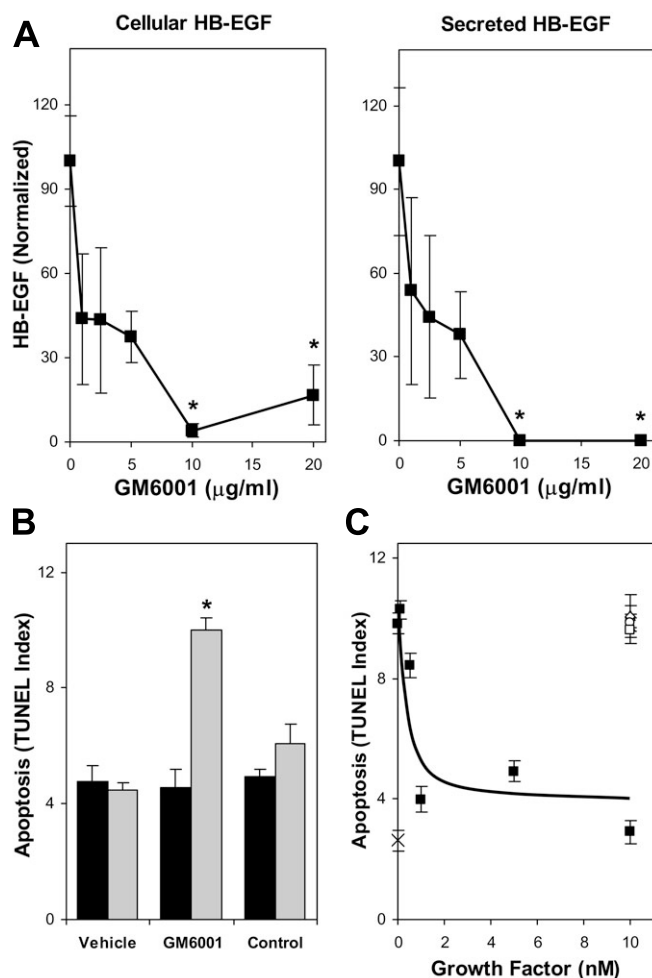 A
Cellular HB-EGF
Secreted HB-EGF
HB-EGF (Normalized)
120
90
60
30
0
*
*
0
5
10
15
20
GM6001 (µg/ml)
120
90
60
30
0
*
*
0
5
10
15
20
GM6001 (µg/ml)
B
Apoptosis (TUNEL Index)
12
8
4
0
*
Vehicle
GM6001
Control
C
Apoptosis (TUNEL Index)
12
8
4
0
0
2
4
6
8
10
Growth Factor (nM)